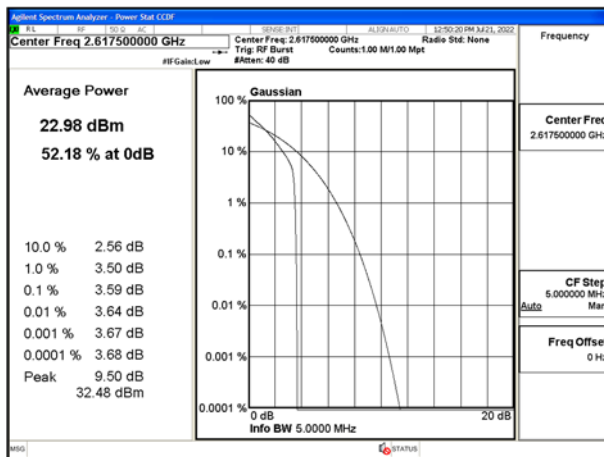 Agilent Spectrum Analyzer - Power Stat CCDF
RL RF 50 Ω AC SENSE:INT ALIGN AUTO 12:50:20 PM Jul 21, 2022
Center Freq 2.617500000 GHz
Center Freq: 2.617500000 GHz Radio Std: None
Trig: RF Burst Counts:1.00 M/1.00 Mpt
#IFGain:Low #Atten: 40 dB
Frequency
Average Power
22.98 dBm
52.18 % at 0dB
10.0 % 2.56 dB
1.0 % 3.50 dB
0.1 % 3.59 dB
0.01 % 3.64 dB
0.001 % 3.67 dB
0.0001 % 3.68 dB
Peak 9.50 dB
32.48 dBm
Gaussian
100 %
10 %
1 %
0.1 %
0.01 %
0.001 %
0.0001 %
0 dB 20 dB
Info BW 5.0000 MHz
Center Freq
2.617500000 GHz
CF Step
5.000000 MHz
Auto Man
Freq Offset
0 Hz
MSG STATUS